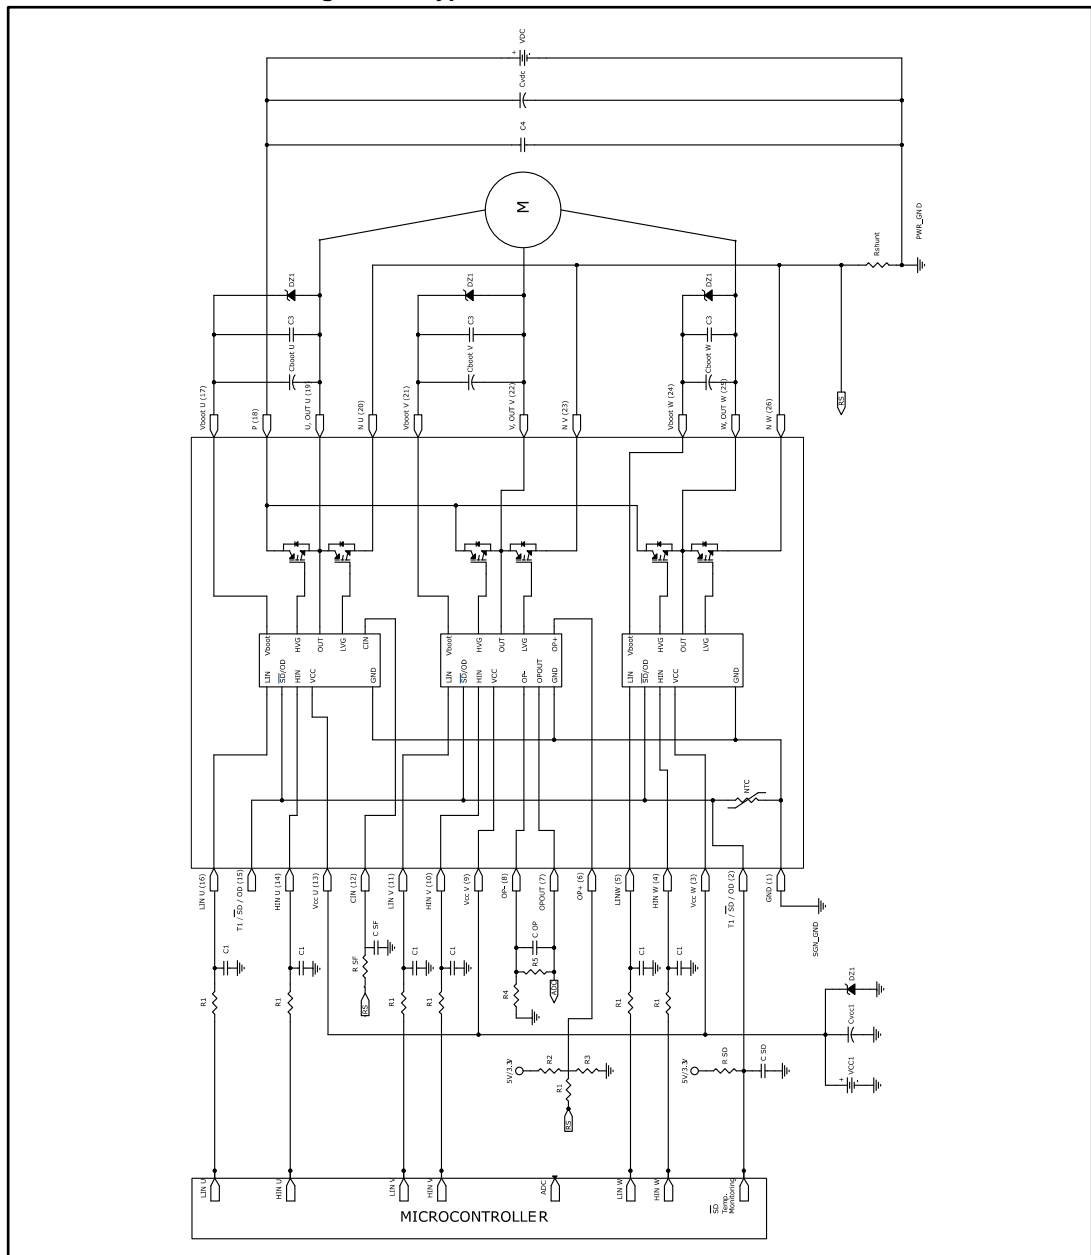 VDC
+
Cvdc
C4
M
Rshunt
PWR_GND
DZ1
DZ1
DZ1
C3
C3
C3
Cboot U
Cboot V
Cboot W
RS
Vboot U (17)
P (18)
U, OUT U (19)
N U (20)
Vboot V (21)
V, OUT V (22)
N V (23)
Vboot W (24)
W, OUT W (25)
N W (26)
Vboot
HVG
OUT
LVG
CIN
Vboot
HVG
OUT
LVG
OP+
Vboot
HVG
OUT
LVG
LIN
SD/OD
HIN
VCC
GND
LIN
SD/OD
HIN
VCC
OP-
OPOUT
GND
LIN
SD/OD
HIN
VCC
GND
NTC
LIN U (16)
T1 / SD / OD (15)
HIN U (14)
Vcc U (13)
CIN (12)
LIN V (11)
HIN V (10)
Vcc V (9)
OP- (8)
OPOUT (7)
OP+ (6)
LINW (5)
HIN W (4)
Vcc W (3)
T1 / SD / OD (2)
GND (1)
SGN_GND
C1
C1
C SF
C1
C1
C OP
C1
C1
R1
R1
R SF
R1
R1
R4
R5
R1
R1
RS
ADC
DZ1
Cvcc1
VCC1
+
5V/3.3V
R2
R3
R1
RS
5V/3.3V
R SD
C SD
LIN U
HIN U
LIN V
HIN V
ADC
LIN W
HIN W
SD
Temp.
Monitoring
MICROCONTROLLER